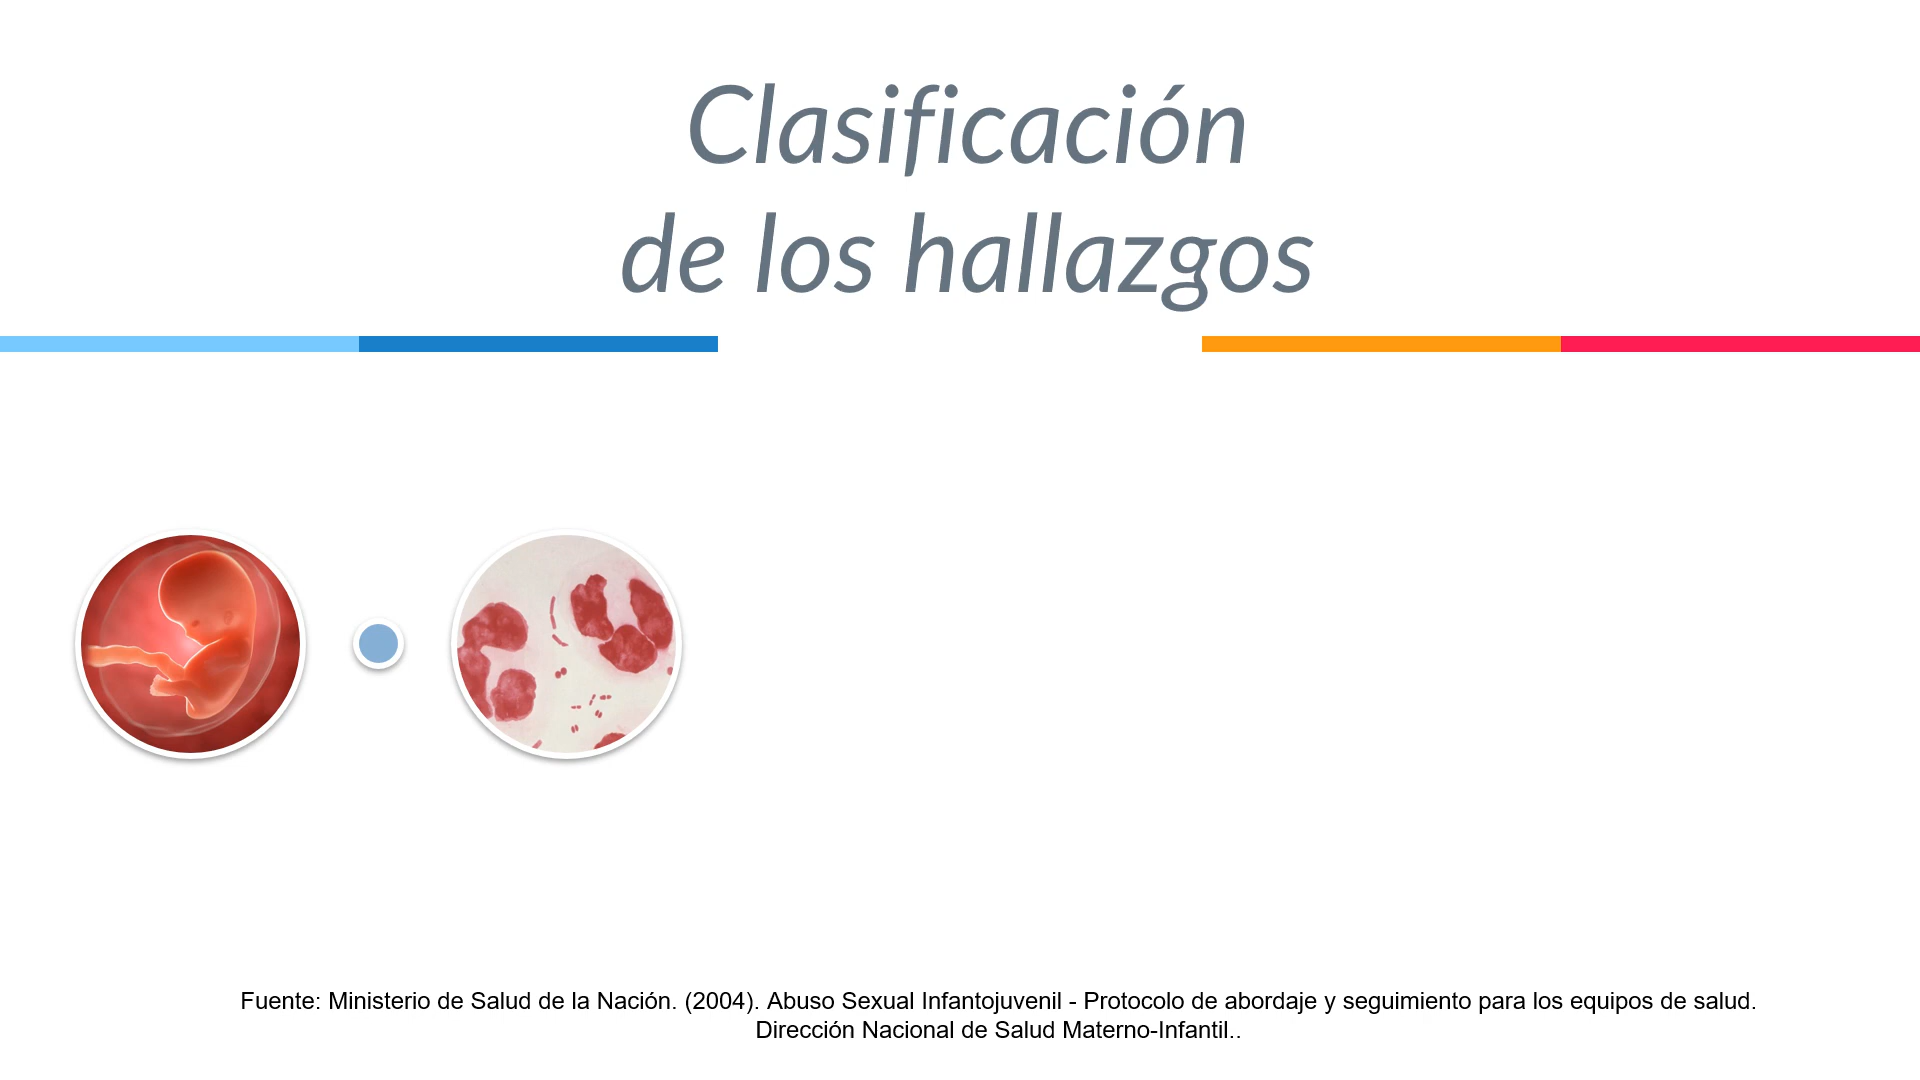 Clasificación
de los hallazgos
Fuente: Ministerio de Salud de la Nación. (2004). Abuso Sexual Infantojuvenil - Protocolo de abordaje y seguimiento para los equipos de salud.
Dirección Nacional de Salud Materno-Infantil..